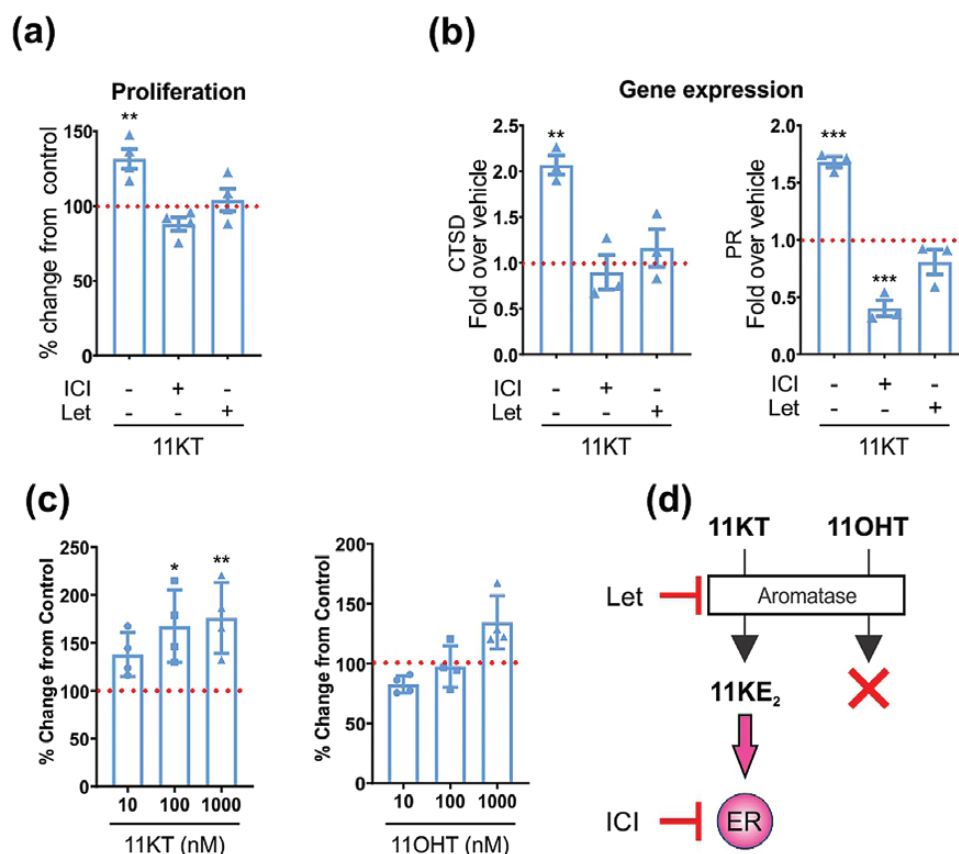 (a)
Proliferation
% change from control
150
100
50
0
**
ICI - + -
Let - - +
11KT
(b)
Gene expression
CTSD
Fold over vehicle
2.5
2.0
1.5
1.0
0.5
0.0
**
ICI - + -
Let - - +
11KT
PR
Fold over vehicle
2.0
1.5
1.0
0.5
0.0
***
***
ICI - + -
Let - - +
11KT
(c)
% Change from Control
250
200
150
100
50
0
* **
10 100 1000
11KT (nM)
% Change from Control
200
150
100
50
0
10 100 1000
11OHT (nM)
(d)
11KT 11OHT
Let
Aromatase
11KE₂
ICI
ER